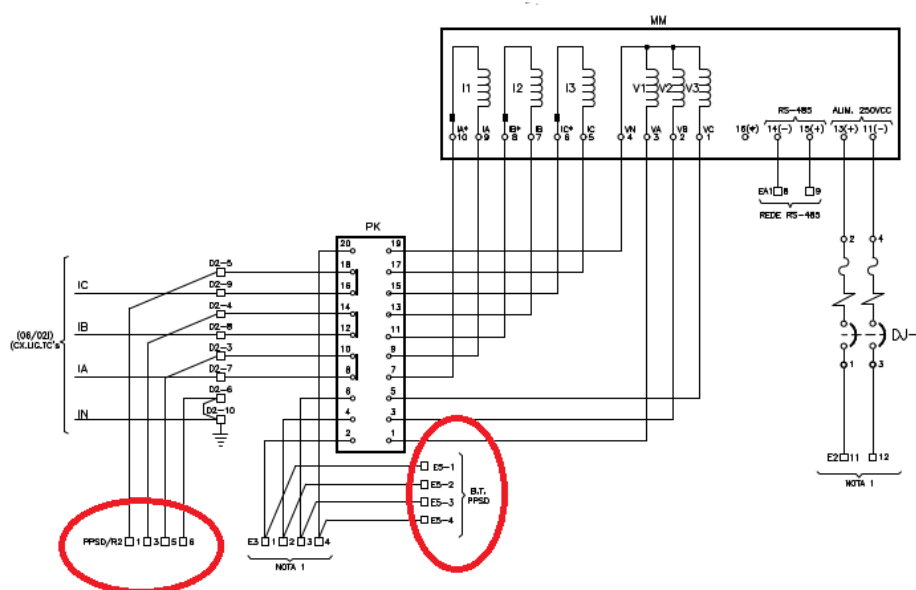 MM
I1 I2 I3 V1 V2 V3
RS-485 ALIM. 250VCC
IA* IA IB* IB IC* IC VN VA VB VC 16(*) 14(-) 15(+) 13(+) 11(-)
10 9 8 7 6 5 4 3 2 1
EA1 8 9
REDE RS-485
PK
20 19
18 17
16 15
14 13
12 11
10 9
8 7
6 5
4 3
2 1
D2-5
IC D2-9
D2-4
IB D2-8
D2-3
IA D2-7
D2-6
IN D2-10
(06/02I)
(CX.LIG.TC's)
2 4
DJ-
1 3
E2 11 12
NOTA 1
E5-1
E5-2
E5-3
E5-4
B.T.
PPSD
PPSD/R2 1 3 5 6
E3 1 2 3 4
NOTA 1